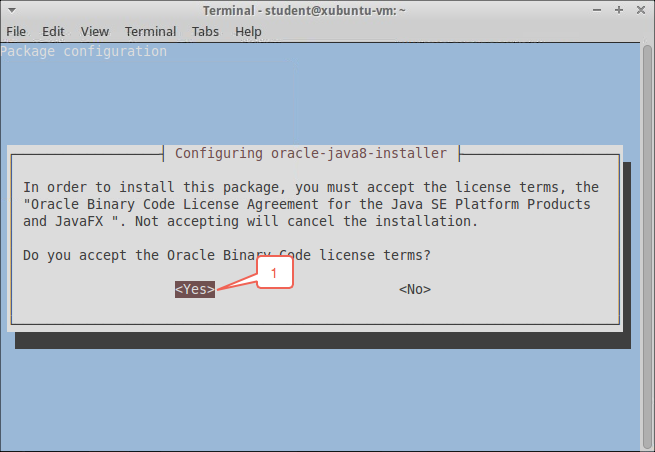 Terminal - student@xubuntu-vm: ~
File Edit View Terminal Tabs Help
Package configuration
Configuring oracle-java8-installer
In order to install this package, you must accept the license terms, the
"Oracle Binary Code License Agreement for the Java SE Platform Products
and JavaFX ". Not accepting will cancel the installation.
Do you accept the Oracle Binary Code license terms?
1
<Yes> <No>